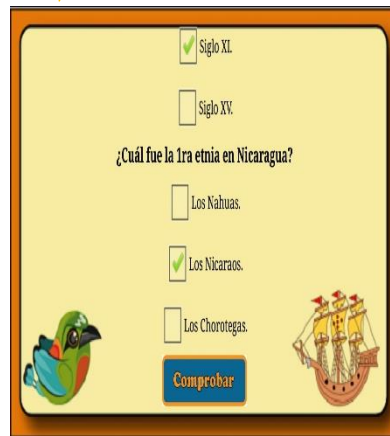 Siglo XI.
Siglo XV.
¿Cuál fue la 1ra etnia en Nicaragua?
Los Nahuas.
Los Nicaraos.
Los Chorotegas.
Comprobar